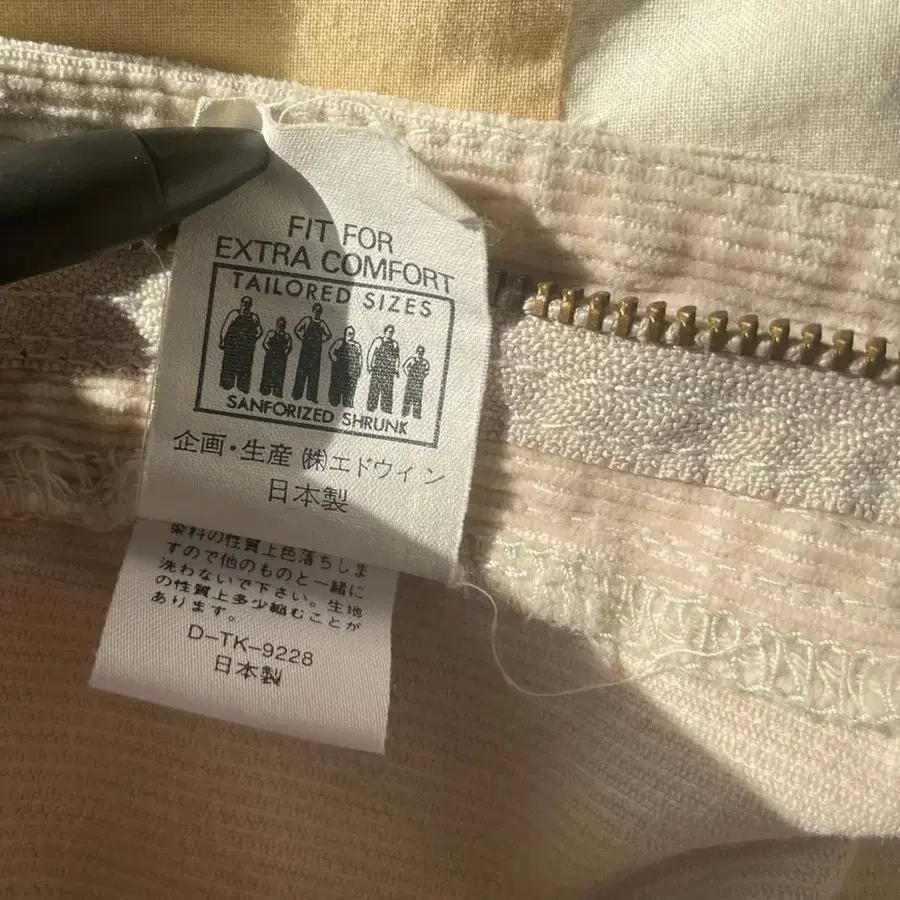 FIT FOR
EXTRA COMFORT
TAILORED SIZES
SANFORIZED SHRUNK
企画・生産 ㈱エドウィン
日本製
染料の性質上色落ちしま
すので他のものと一緒に
洗わないで下さい。生地
の性質上多少縮むことが
あります。
D-TK-9228
日本製